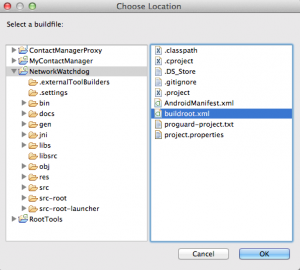 Choose Location
Select a buildfile:
ContactManagerProxy
MyContactManager
NetworkWatchdog
.externalToolBuilders
.settings
bin
docs
gen
jni
libs
libsrc
obj
res
src
src-root
src-root-launcher
RootTools
.classpath
.cproject
.DS_Store
.gitignore
.project
AndroidManifest.xml
buildroot.xml
proguard-project.txt
project.properties
Cancel
OK